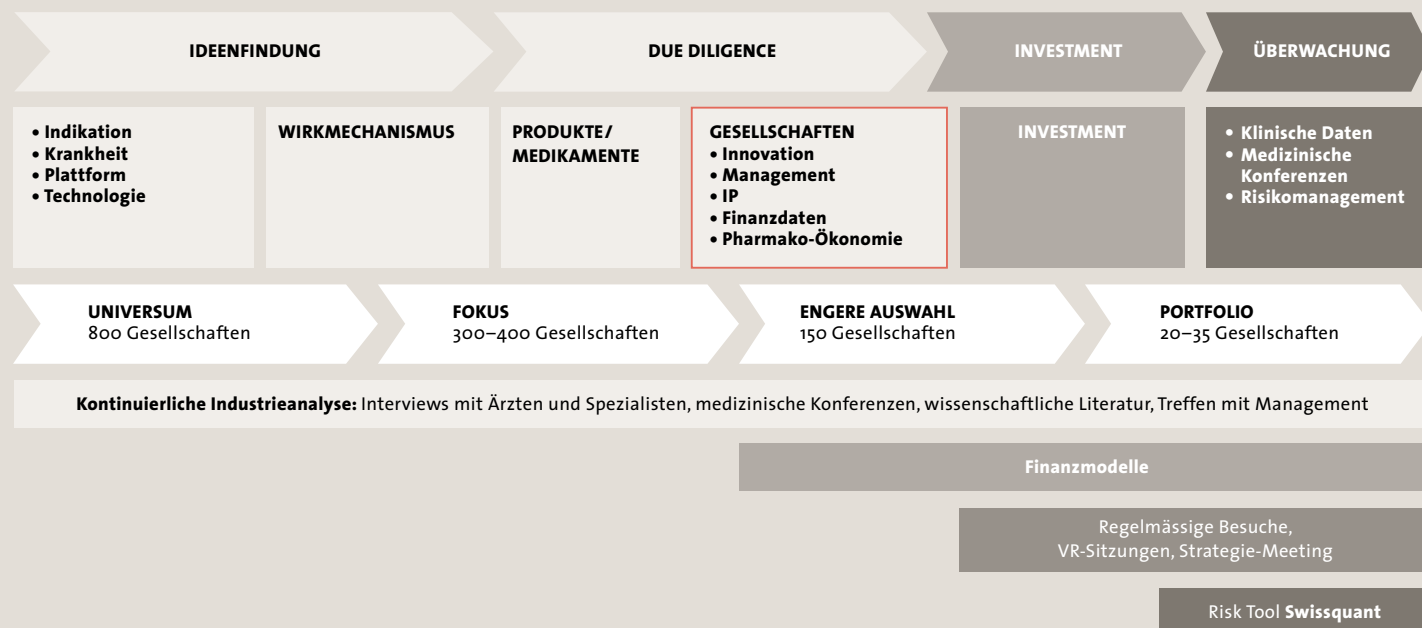 IDEENFINDUNG
DUE DILIGENCE
INVESTMENT
ÜBERWACHUNG
• Indikation
• Krankheit
• Plattform
• Technologie
WIRKMECHANISMUS
PRODUKTE/
MEDIKAMENTE
GESELLSCHAFTEN
• Innovation
• Management
• IP
• Finanzdaten
• Pharmako-Ökonomie
INVESTMENT
• Klinische Daten
• Medizinische
Konferenzen
• Risikomanagement
UNIVERSUM
800 Gesellschaften
FOKUS
300–400 Gesellschaften
ENGERE AUSWAHL
150 Gesellschaften
PORTFOLIO
20–35 Gesellschaften
Kontinuierliche Industrieanalyse: Interviews mit Ärzten und Spezialisten, medizinische Konferenzen, wissenschaftliche Literatur, Treffen mit Management
Finanzmodelle
Regelmässige Besuche,
VR-Sitzungen, Strategie-Meeting
Risk Tool Swissquant